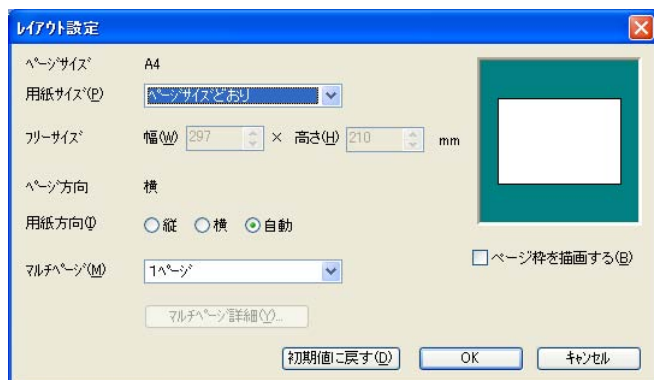 レイアウト設定
ページサイズ A4
用紙サイズ(P) ページサイズどおり
フリーサイズ 幅(W) 297 × 高さ(H) 210 mm
ページ方向 横
用紙方向(I) 縦 横 自動
ページ枠を描画する(B)
マルチページ(M) 1ページ
マルチページ詳細(Y)...
初期値に戻す(D) OK キャンセル